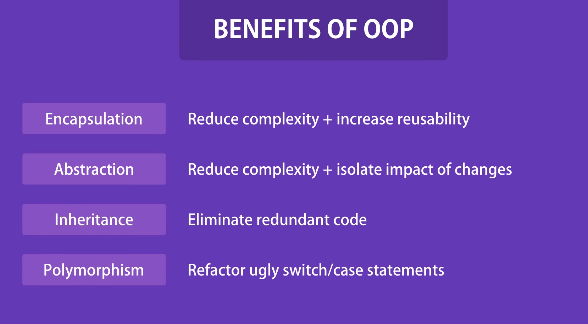 BENEFITS OF OOP
Encapsulation Reduce complexity + increase reusability
Abstraction Reduce complexity + isolate impact of changes
Inheritance Eliminate redundant code
Polymorphism Refactor ugly switch/case statements